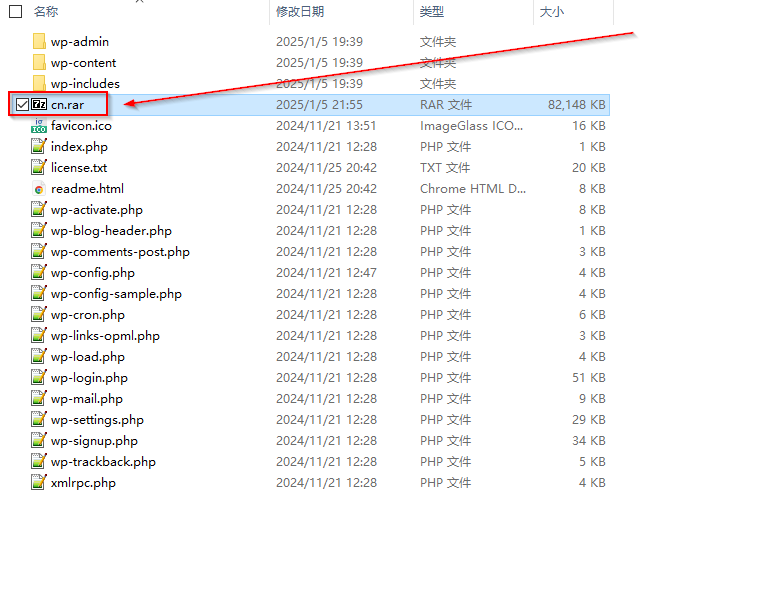 名称 修改日期 类型 大小
wp-admin 2025/1/5 19:39 文件夹
wp-content 2025/1/5 19:39 文件夹
wp-includes 2025/1/5 19:39 文件夹
cn.rar 2025/1/5 21:55 RAR 文件 82,148 KB
favicon.ico 2024/11/21 13:51 ImageGlass ICO... 16 KB
index.php 2024/11/21 12:28 PHP 文件 1 KB
license.txt 2024/11/25 20:42 TXT 文件 20 KB
readme.html 2024/11/25 20:42 Chrome HTML D... 8 KB
wp-activate.php 2024/11/21 12:28 PHP 文件 8 KB
wp-blog-header.php 2024/11/21 12:28 PHP 文件 1 KB
wp-comments-post.php 2024/11/21 12:28 PHP 文件 3 KB
wp-config.php 2024/11/21 12:47 PHP 文件 4 KB
wp-config-sample.php 2024/11/21 12:28 PHP 文件 4 KB
wp-cron.php 2024/11/21 12:28 PHP 文件 6 KB
wp-links-opml.php 2024/11/21 12:28 PHP 文件 3 KB
wp-load.php 2024/11/21 12:28 PHP 文件 4 KB
wp-login.php 2024/11/21 12:28 PHP 文件 51 KB
wp-mail.php 2024/11/21 12:28 PHP 文件 9 KB
wp-settings.php 2024/11/21 12:28 PHP 文件 29 KB
wp-signup.php 2024/11/21 12:28 PHP 文件 34 KB
wp-trackback.php 2024/11/21 12:28 PHP 文件 5 KB
xmlrpc.php 2024/11/21 12:28 PHP 文件 4 KB